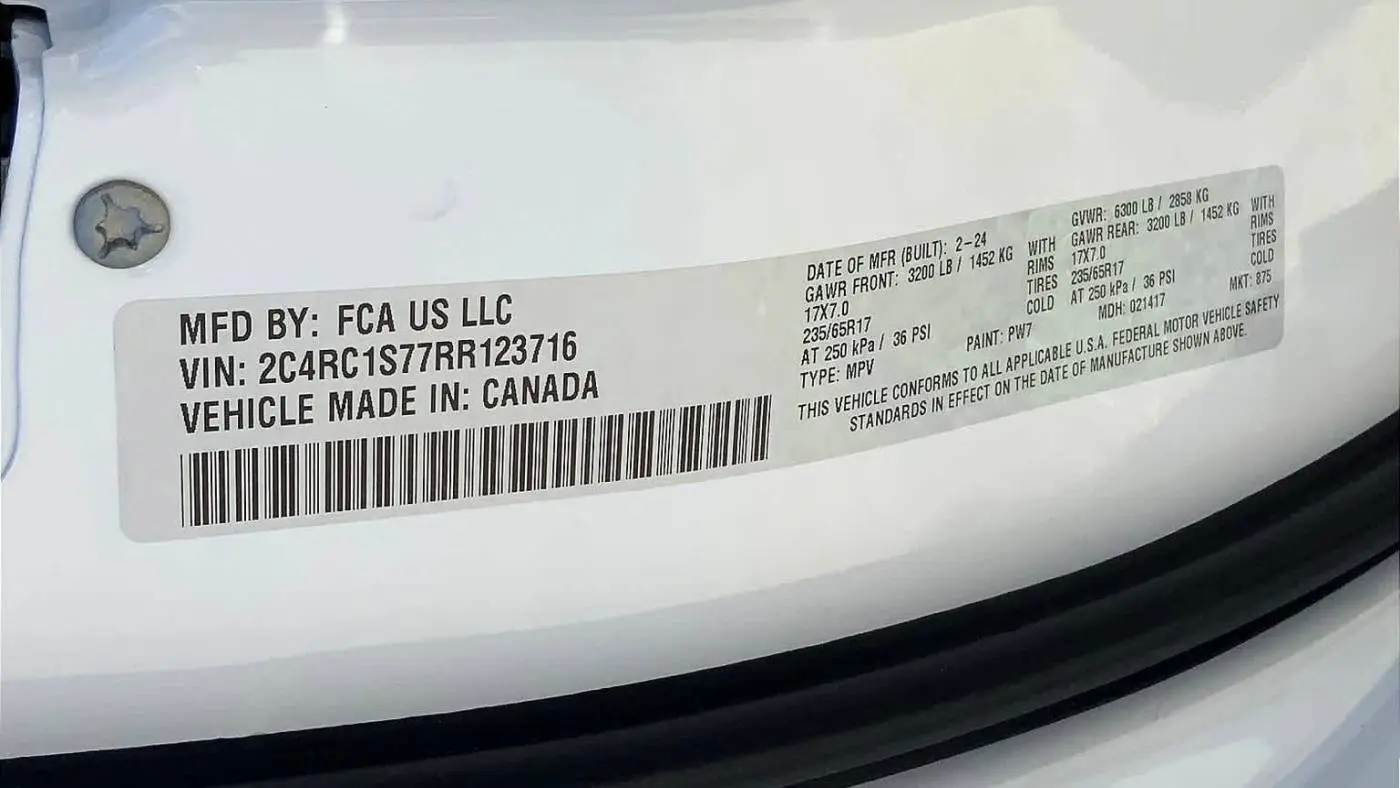 MFD BY: FCA US LLC
VIN: 2C4RC1S77RR123716
VEHICLE MADE IN: CANADA
DATE OF MFR (BUILT): 2-24
GAWR FRONT: 3200 LB / 1452 KG WITH
17X7.0 RIMS
235/65R17 TIRES
AT 250 kPa / 36 PSI COLD
TYPE: MPV
PAINT: PW7
GVWR: 6300 LB / 2858 KG
GAWR REAR: 3200 LB / 1452 KG WITH
17X7.0 RIMS
235/65R17 TIRES
AT 250 kPa / 36 PSI COLD
MDH: 021417 MKT: 875
THIS VEHICLE CONFORMS TO ALL APPLICABLE U.S.A. FEDERAL MOTOR VEHICLE SAFETY
STANDARDS IN EFFECT ON THE DATE OF MANUFACTURE SHOWN ABOVE.